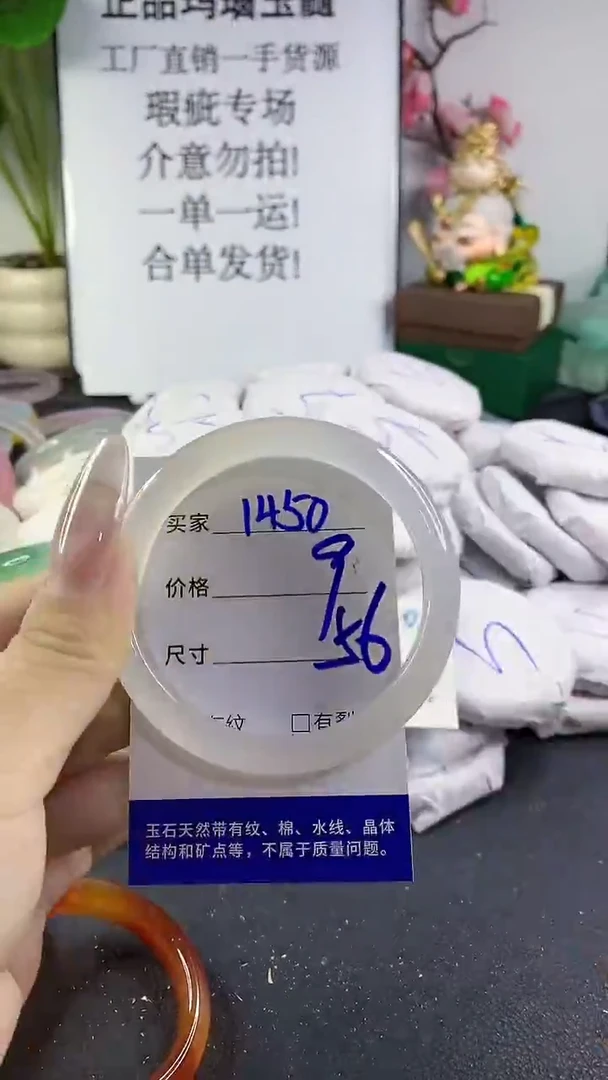 正品玛瑙玉髓
工厂直销一手货源
瑕疵专场
介意勿拍!
一单一运!
合单发货!
买家 1450
价格 9
尺寸 56
纹 □有裂
玉石天然带有纹、棉、水线、晶体
结构和矿点等，不属于质量问题。